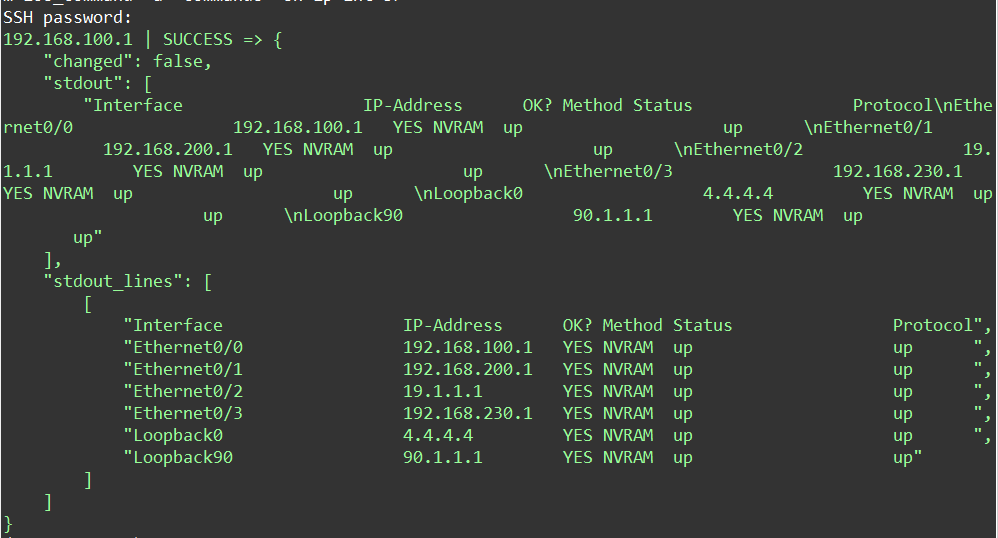 SSH password:
192.168.100.1 | SUCCESS => {
    "changed": false,
    "stdout": [
        "Interface                  IP-Address      OK? Method Status                Protocol\nEthe
rnet0/0                192.168.100.1   YES NVRAM  up                    up      \nEthernet0/1
          192.168.200.1   YES NVRAM  up                    up      \nEthernet0/2                19.
1.1.1        YES NVRAM  up                    up      \nEthernet0/3                192.168.230.1
YES NVRAM  up                    up      \nLoopback0                  4.4.4.4         YES NVRAM  up
                    up      \nLoopback90                 90.1.1.1        YES NVRAM  up
       up"
    ],
    "stdout_lines": [
        [
            "Interface                  IP-Address      OK? Method Status                Protocol",
            "Ethernet0/0                192.168.100.1   YES NVRAM  up                    up      ",
            "Ethernet0/1                192.168.200.1   YES NVRAM  up                    up      ",
            "Ethernet0/2                19.1.1.1        YES NVRAM  up                    up      ",
            "Ethernet0/3                192.168.230.1   YES NVRAM  up                    up      ",
            "Loopback0                  4.4.4.4         YES NVRAM  up                    up      ",
            "Loopback90                 90.1.1.1        YES NVRAM  up                    up"
        ]
    ]
}